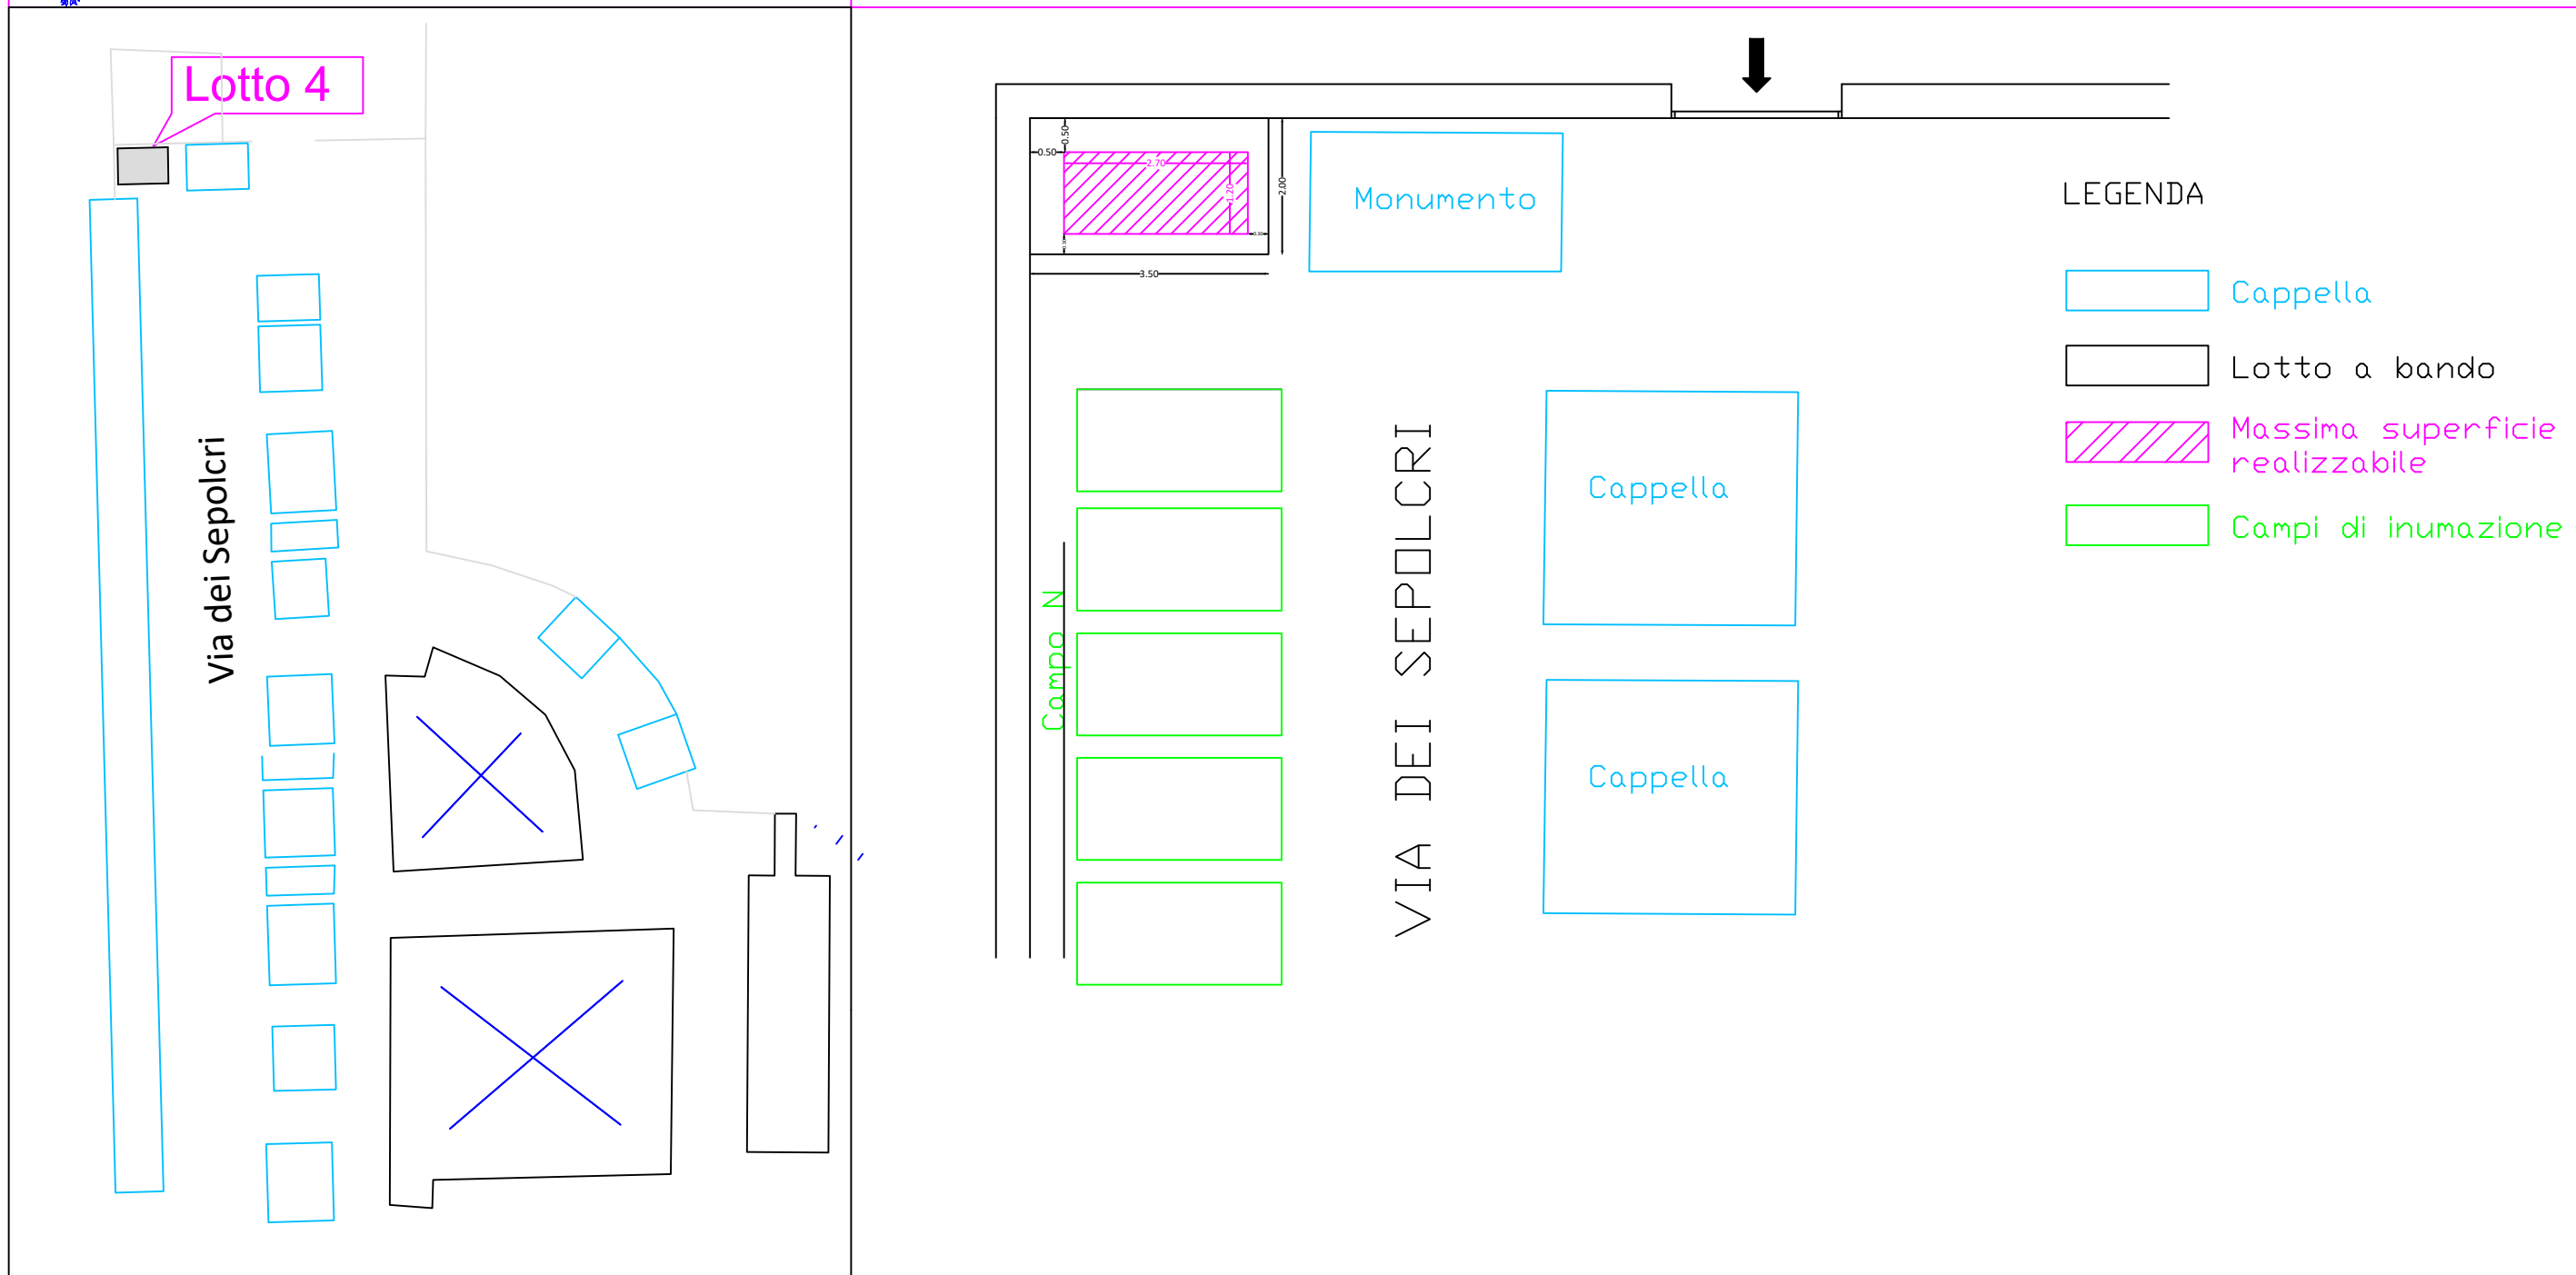 Lotto 4
Via dei Sepolcri
0.50
0.50
2.70
1.20
2.00
3.50
Monumento
Campo N
VIA DEI SEPOLCRI
Cappella
Cappella
LEGENDA
Cappella
Lotto a bando
Massima superficie
realizzabile
Campi di inumazione